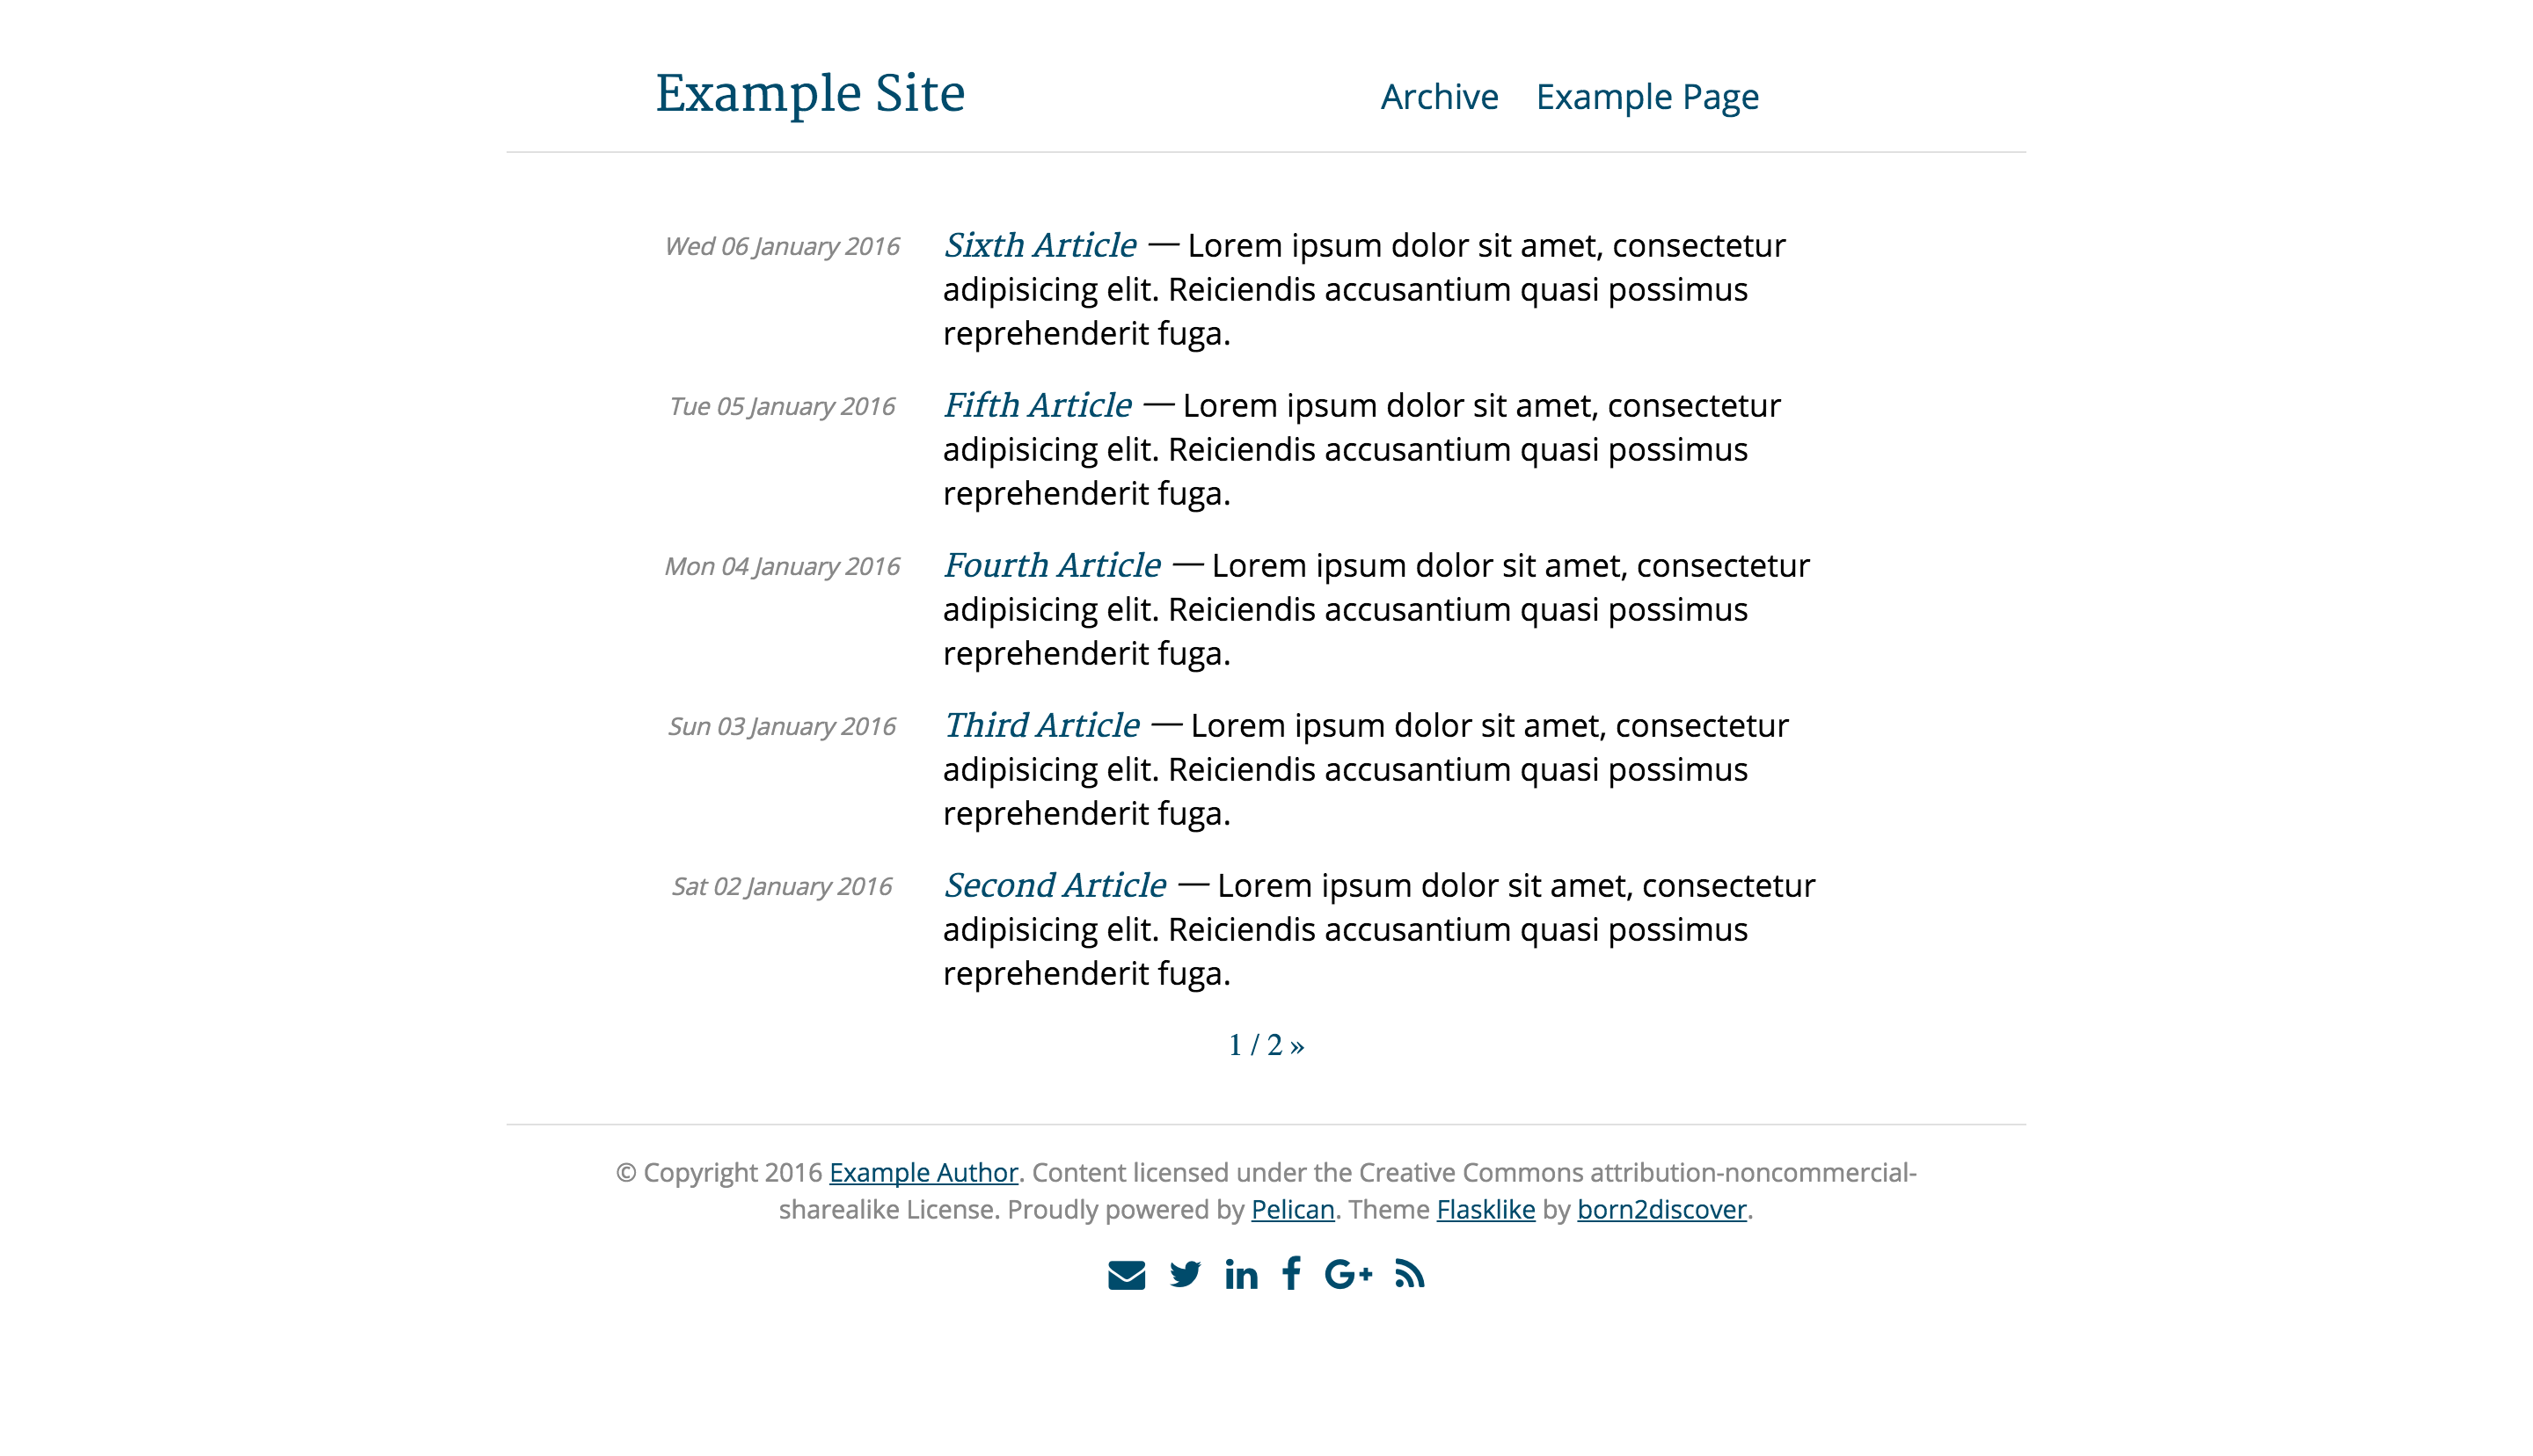 Example Site
Archive Example Page
Wed 06 January 2016
Sixth Article — Lorem ipsum dolor sit amet, consectetur
adipisicing elit. Reiciendis accusantium quasi possimus
reprehenderit fuga.
Tue 05 January 2016
Fifth Article — Lorem ipsum dolor sit amet, consectetur
adipisicing elit. Reiciendis accusantium quasi possimus
reprehenderit fuga.
Mon 04 January 2016
Fourth Article — Lorem ipsum dolor sit amet, consectetur
adipisicing elit. Reiciendis accusantium quasi possimus
reprehenderit fuga.
Sun 03 January 2016
Third Article — Lorem ipsum dolor sit amet, consectetur
adipisicing elit. Reiciendis accusantium quasi possimus
reprehenderit fuga.
Sat 02 January 2016
Second Article — Lorem ipsum dolor sit amet, consectetur
adipisicing elit. Reiciendis accusantium quasi possimus
reprehenderit fuga.
1 / 2 »
© Copyright 2016 Example Author. Content licensed under the Creative Commons attribution-noncommercial-
sharealike License. Proudly powered by Pelican. Theme Flasklike by born2discover.